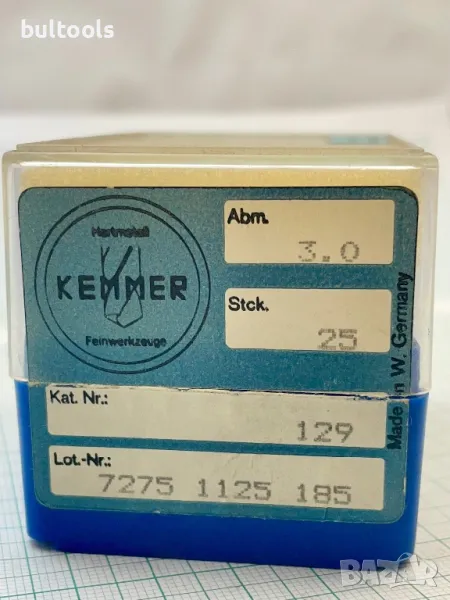 bultools
Hartmetall
KEMMER
Feinwerkzeuge
Abm.
3.0
Stck.
25
Made in W. Germany
Kat. Nr.:
129
Lot.-Nr.:
7275 1125 185
BAZAR